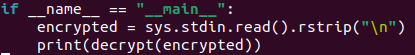 if __name__ == "__main__":
    encrypted = sys.stdin.read().rstrip("\n")
    print(decrypt(encrypted))